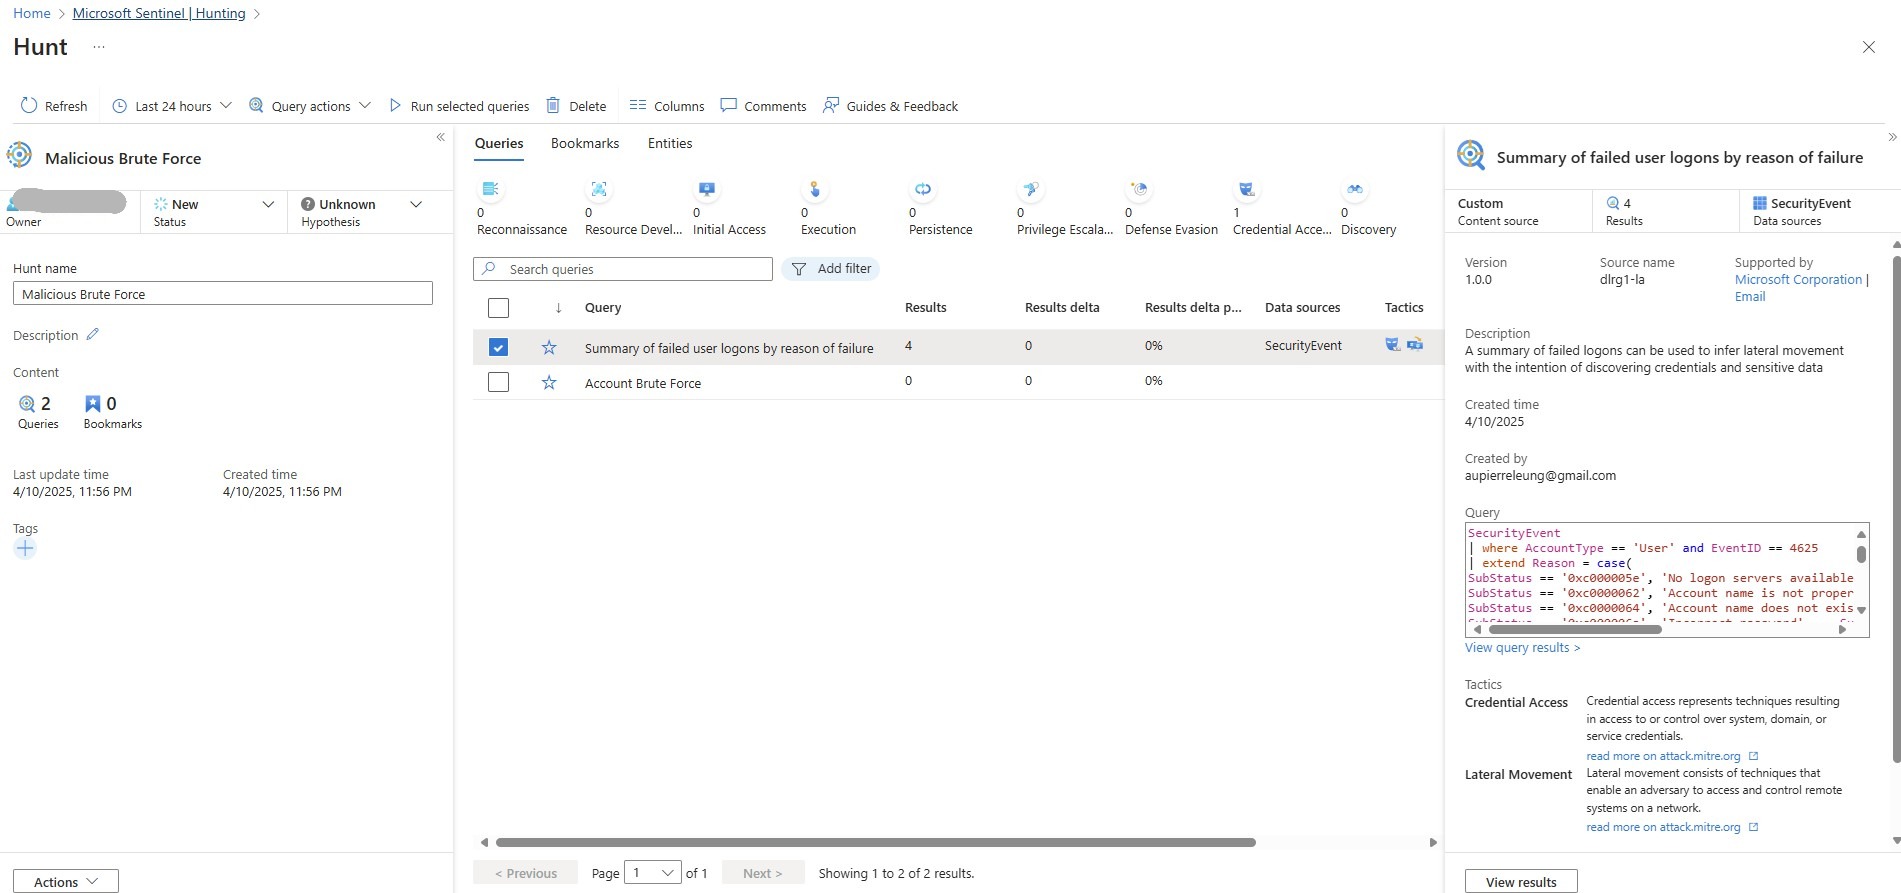 Home > Microsoft Sentinel | Hunting >
Hunt ...
Refresh Last 24 hours Query actions Run selected queries Delete Columns Comments Guides & Feedback
Malicious Brute Force
Owner
New
Status
Unknown
Hypothesis
Hunt name
Malicious Brute Force
Description
Content
2
Queries
0
Bookmarks
Last update time
4/10/2025, 11:56 PM
Created time
4/10/2025, 11:56 PM
Tags
Actions
Queries Bookmarks Entities
0
Reconnaissance
0
Resource Devel...
0
Initial Access
0
Execution
0
Persistence
0
Privilege Escala...
0
Defense Evasion
1
Credential Acce...
0
Discovery
Search queries
Add filter
Query Results Results delta Results delta p... Data sources Tactics
Summary of failed user logons by reason of failure 4 0 0% SecurityEvent
Account Brute Force 0 0 0%
< Previous Page 1 of 1 Next > Showing 1 to 2 of 2 results.
Summary of failed user logons by reason of failure
Custom
Content source
4
Results
SecurityEvent
Data sources
Version
1.0.0
Source name
dlrg1-la
Supported by
Microsoft Corporation |
Email
Description
A summary of failed logons can be used to infer lateral movement
with the intention of discovering credentials and sensitive data
Created time
4/10/2025
Created by
aupierreleung@gmail.com
Query
SecurityEvent
| where AccountType == 'User' and EventID == 4625
| extend Reason = case(
SubStatus == '0xc000005e', 'No logon servers available
SubStatus == '0xc0000062', 'Account name is not proper
SubStatus == '0xc0000064', 'Account name does not exis
View query results >
Tactics
Credential Access
Credential access represents techniques resulting
in access to or control over system, domain, or
service credentials.
read more on attack.mitre.org
Lateral Movement
Lateral movement consists of techniques that
enable an adversary to access and control remote
systems on a network.
read more on attack.mitre.org
View results